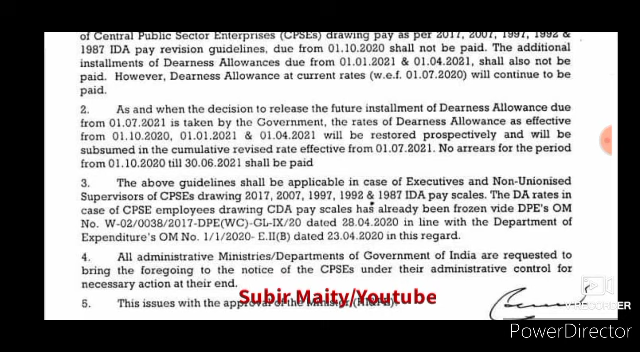 of Central Public Sector Enterprises (CPSEs) drawing pay as per 2017, 2007, 1997, 1992 &
1987 IDA pay revision guidelines, due from 01.10.2020 shall not be paid. The additional
installments of Dearness Allowances due from 01.01.2021 & 01.04.2021, shall also not be
paid. However, Dearness Allowance at current rates (w.e.f. 01.07.2020) will continue to be
paid.
2. As and when the decision to release the future installment of Dearness Allowance due
from 01.07.2021 is taken by the Government, the rates of Dearness Allowance as effective
from 01.10.2020, 01.01.2021 & 01.04.2021 will be restored prospectively and will be
subsumed in the cumulative revised rate effective from 01.07.2021. No arrears for the period
from 01.10.2020 till 30.06.2021 shall be paid
3. The above guidelines shall be applicable in case of Executives and Non-Unionised
Supervisors of CPSEs drawing 2017, 2007, 1997, 1992 & 1987 IDA pay scales. The DA rates in
case of CPSE employees drawing CDA pay scales has already been frozen vide DPE's OM
No. W-02/0038/2017-DPE(WC)-GL-IX/20 dated 28.04.2020 in line with the Department of
Expenditure's OM No. 1/1/2020- E.II(B) dated 23.04.2020 in this regard.
4. All administrative Ministries/Departments of Government of India are requested to
bring the foregoing to the notice of the CPSEs under their administrative control for
necessary action at their end.
5. This issues with the approval of the Minister
Subir Maity/Youtube
RECORDER
PowerDirector